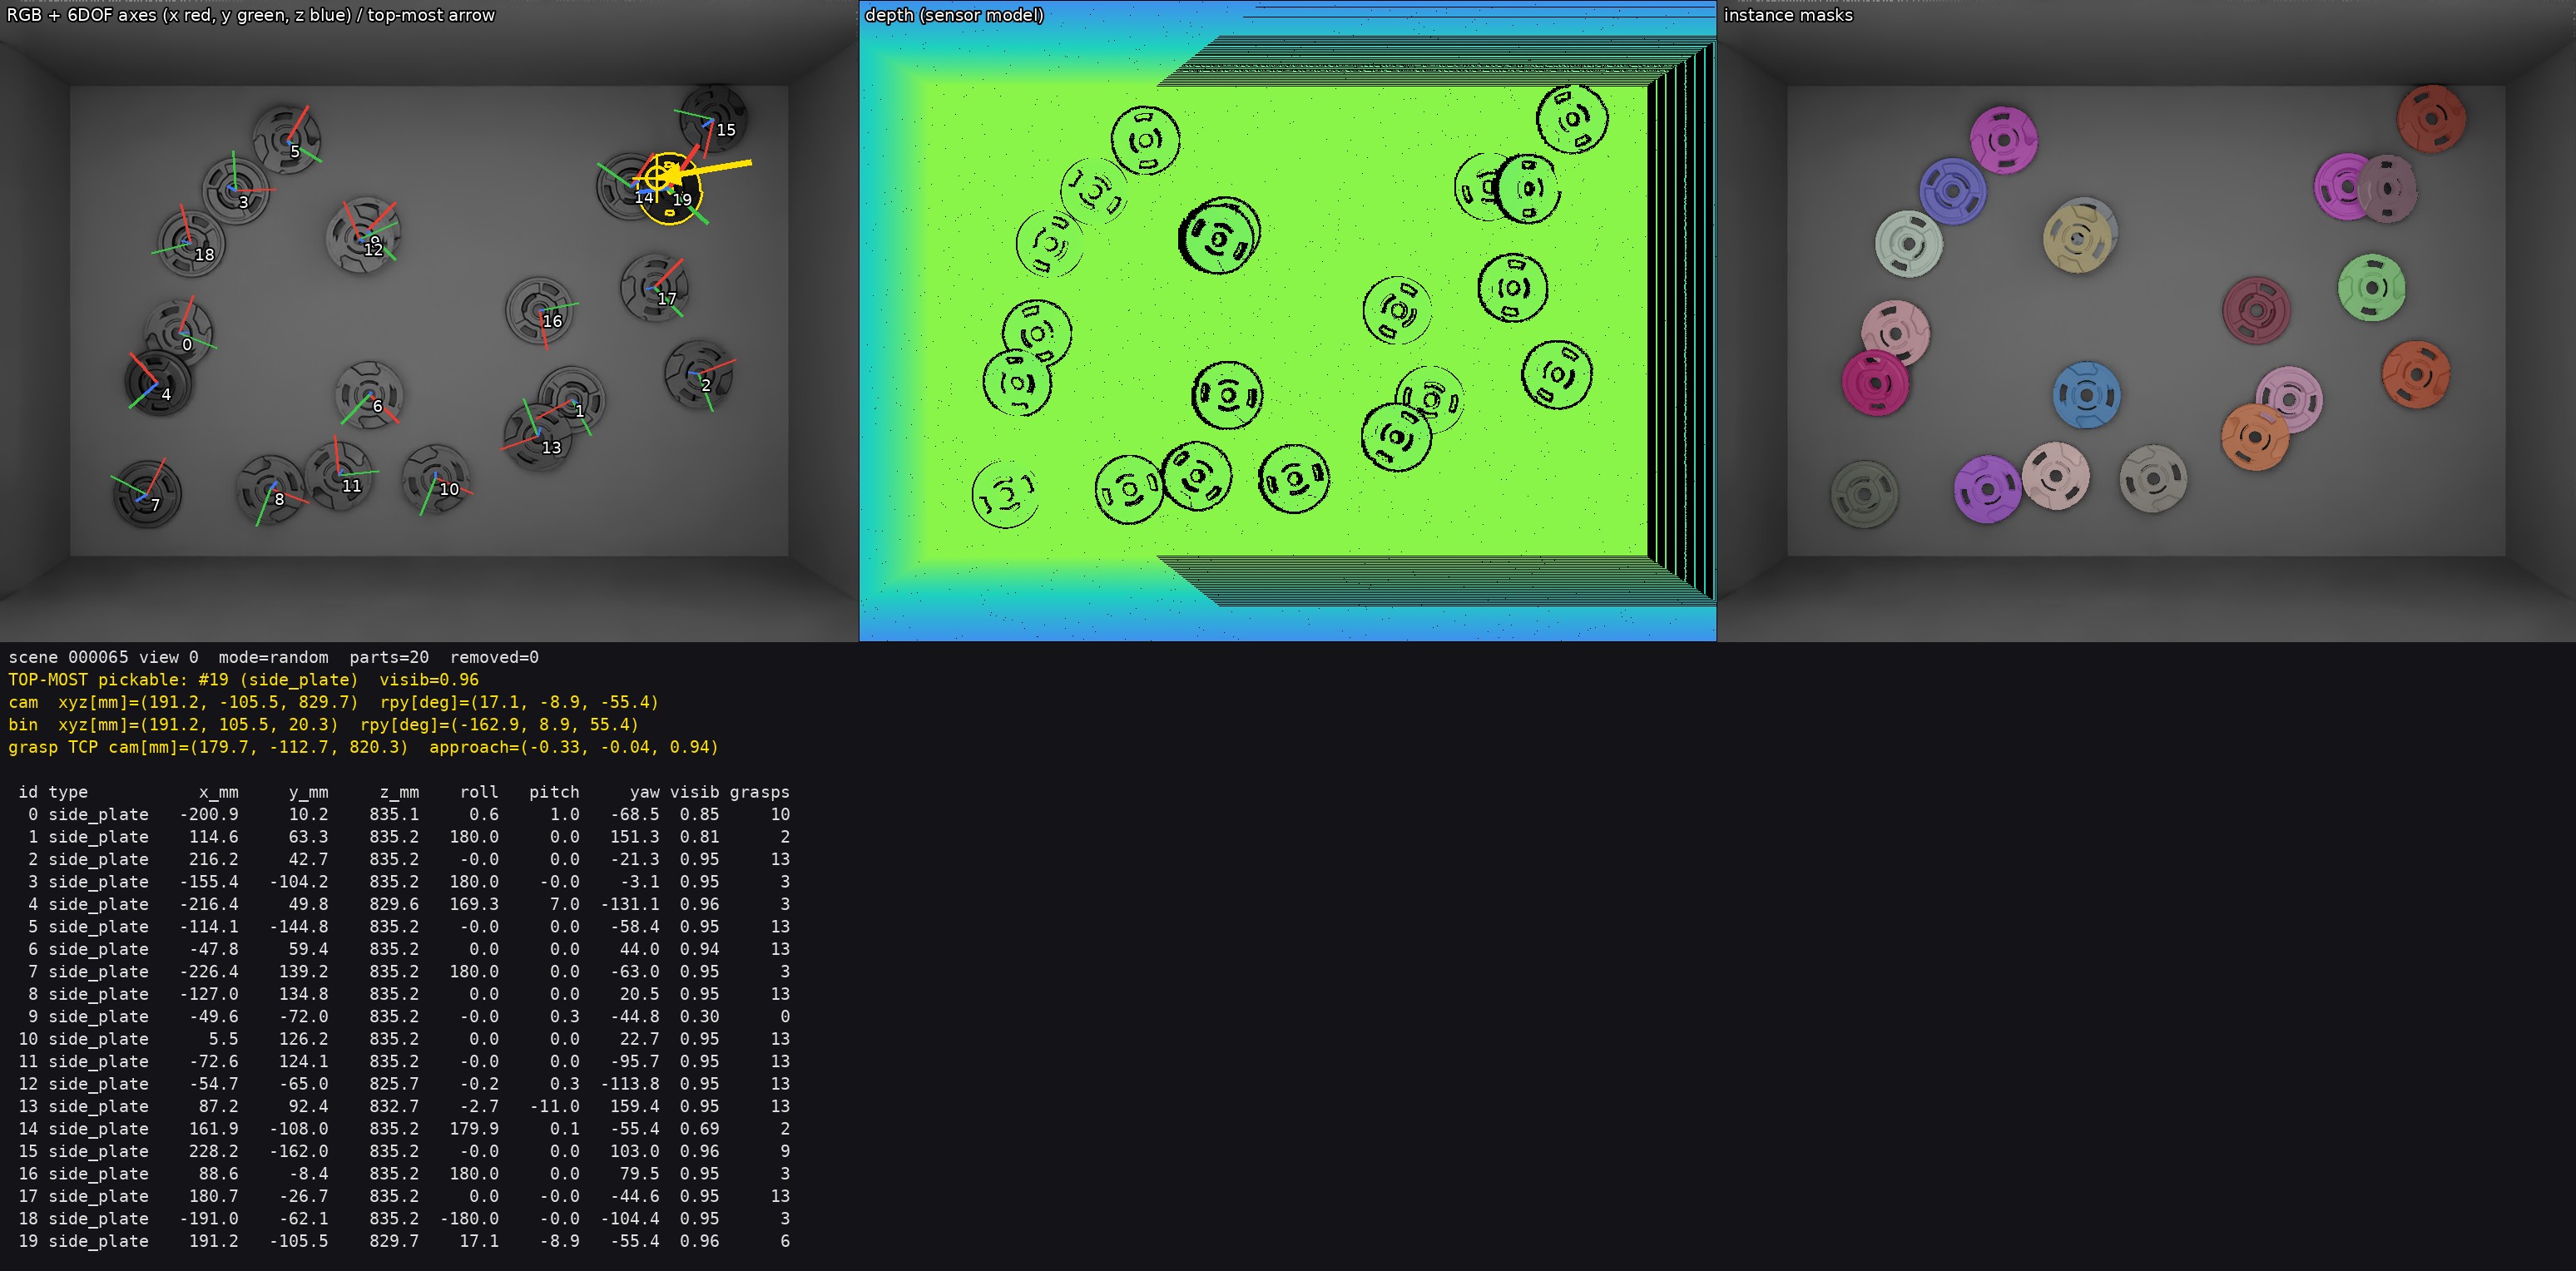 RGB + 6DOF axes (x red, y green, z blue) / top-most arrow
depth (sensor model)
instance masks
5
15
3
14
19
18
12
17
16
0
4
2
6
1
13
7
8
11
10
scene 000065 view 0  mode=random  parts=20  removed=0
TOP-MOST pickable: #19 (side_plate)  visib=0.96
cam  xyz[mm]=(191.2, -105.5, 829.7)  rpy[deg]=(17.1, -8.9, -55.4)
bin  xyz[mm]=(191.2, 105.5, 20.3)  rpy[deg]=(-162.9, 8.9, 55.4)
grasp TCP cam[mm]=(179.7, -112.7, 820.3)  approach=(-0.33, -0.04, 0.94)
id type x_mm y_mm z_mm roll pitch yaw visib grasps
0 side_plate -200.9 10.2 835.1 0.6 1.0 -68.5 0.85 10
1 side_plate 114.6 63.3 835.2 180.0 0.0 151.3 0.81 2
2 side_plate 216.2 42.7 835.2 -0.0 0.0 -21.3 0.95 13
3 side_plate -155.4 -104.2 835.2 180.0 -0.0 -3.1 0.95 3
4 side_plate -216.4 49.8 829.6 169.3 7.0 -131.1 0.96 3
5 side_plate -114.1 -144.8 835.2 -0.0 0.0 -58.4 0.95 13
6 side_plate -47.8 59.4 835.2 0.0 0.0 44.0 0.94 13
7 side_plate -226.4 139.2 835.2 180.0 0.0 -63.0 0.95 3
8 side_plate -127.0 134.8 835.2 0.0 0.0 20.5 0.95 13
9 side_plate -49.6 -72.0 835.2 -0.0 0.3 -44.8 0.30 0
10 side_plate 5.5 126.2 835.2 0.0 0.0 22.7 0.95 13
11 side_plate -72.6 124.1 835.2 -0.0 0.0 -95.7 0.95 13
12 side_plate -54.7 -65.0 825.7 -0.2 0.3 -113.8 0.95 13
13 side_plate 87.2 92.4 832.7 -2.7 -11.0 159.4 0.95 13
14 side_plate 161.9 -108.0 835.2 179.9 0.1 -55.4 0.69 2
15 side_plate 228.2 -162.0 835.2 -0.0 0.0 103.0 0.96 9
16 side_plate 88.6 -8.4 835.2 180.0 0.0 79.5 0.95 3
17 side_plate 180.7 -26.7 835.2 0.0 -0.0 -44.6 0.95 13
18 side_plate -191.0 -62.1 835.2 -180.0 -0.0 -104.4 0.95 3
19 side_plate 191.2 -105.5 829.7 17.1 -8.9 -55.4 0.96 6